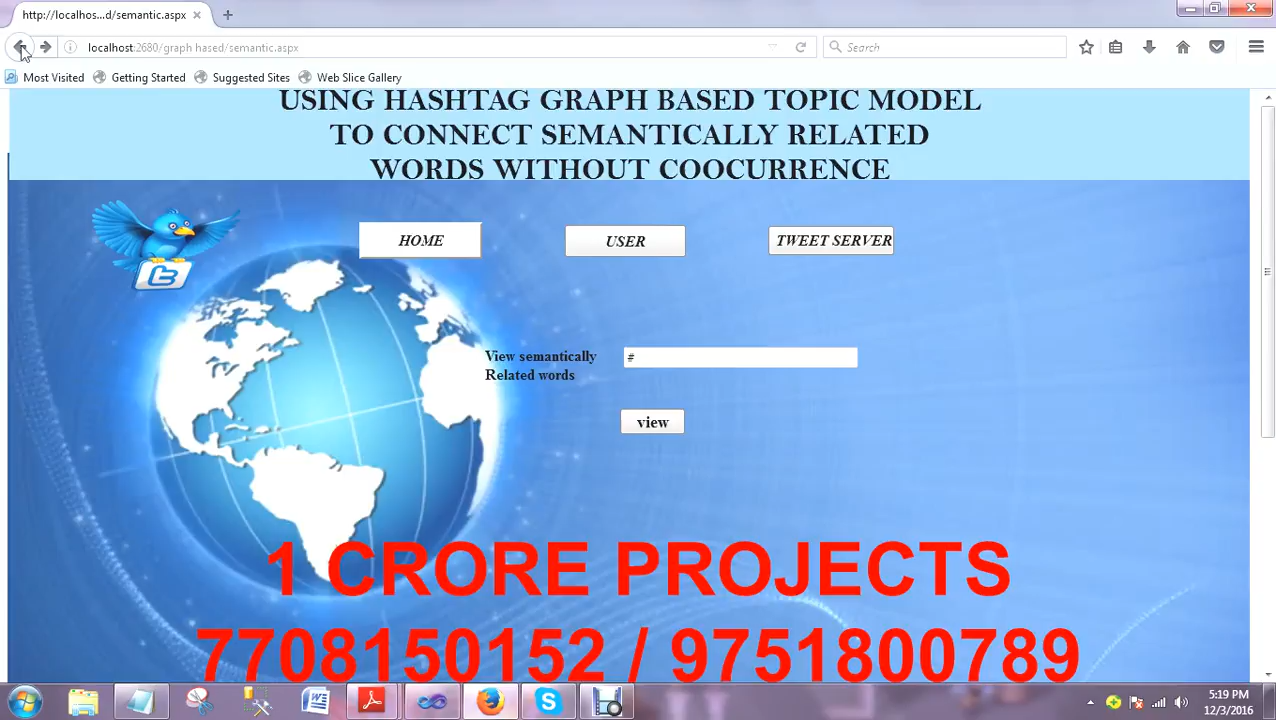 http://localhos...d/semantic.aspx
localhost:2680/graph hased/semantic.aspx
Search
Most Visited
Getting Started
Suggested Sites
Web Slice Gallery
USING HASHTAG GRAPH BASED TOPIC MODEL
TO CONNECT SEMANTICALLY RELATED
WORDS WITHOUT COOCURRENCE
HOME
USER
TWEET SERVER
View semantically
Related words
#
view
1 CRORE PROJECTS
7708150152 / 9751800789
5:19 PM
12/3/2016